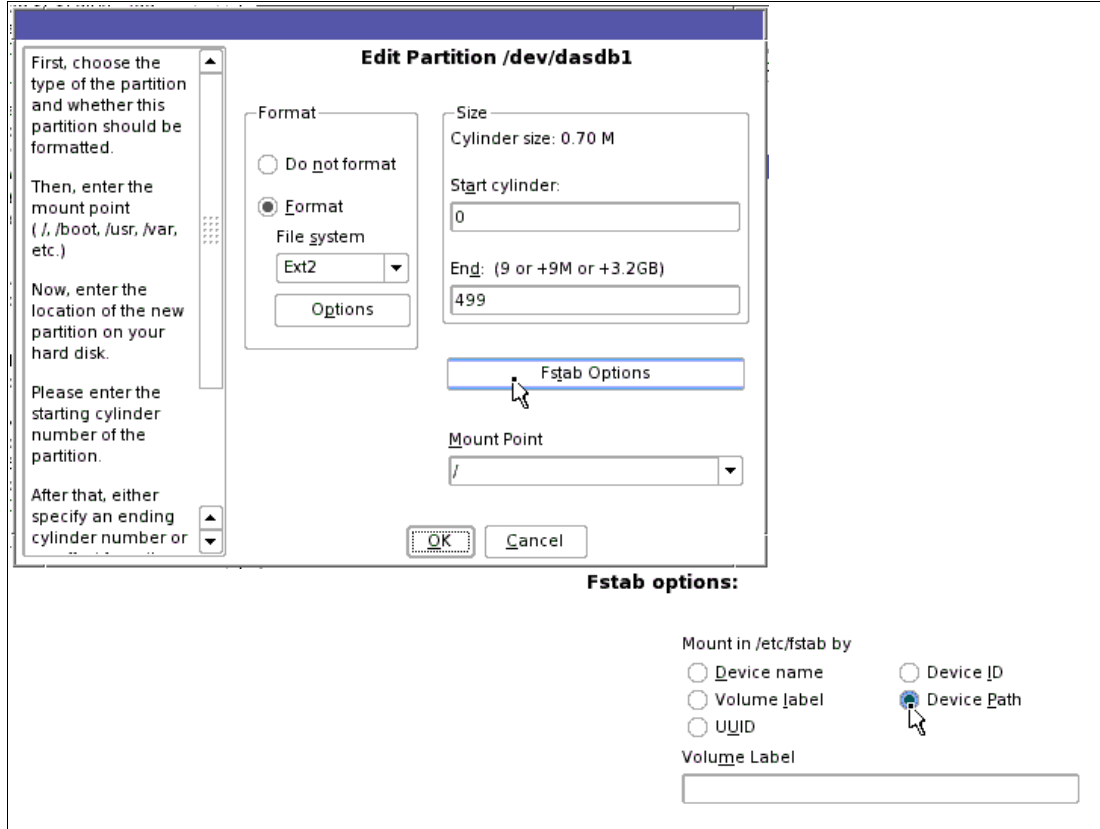 Edit Partition /dev/dasdb1
First, choose the
type of the partition
and whether this
partition should be
formatted.
Then, enter the
mount point
( /, /boot, /usr, /var,
etc.)
Now, enter the
location of the new
partition on your
hard disk.
Please enter the
starting cylinder
number of the
partition.
After that, either
specify an ending
cylinder number or
Format
Do not format
Format
File system
Ext2
Options
Size
Cylinder size: 0.70 M
Start cylinder:
0
End: (9 or +9M or +3.2GB)
499
Fstab Options
Mount Point
/
OK
Cancel
Fstab options:
Mount in /etc/fstab by
Device name
Device ID
Volume label
Device Path
UUID
Volume Label